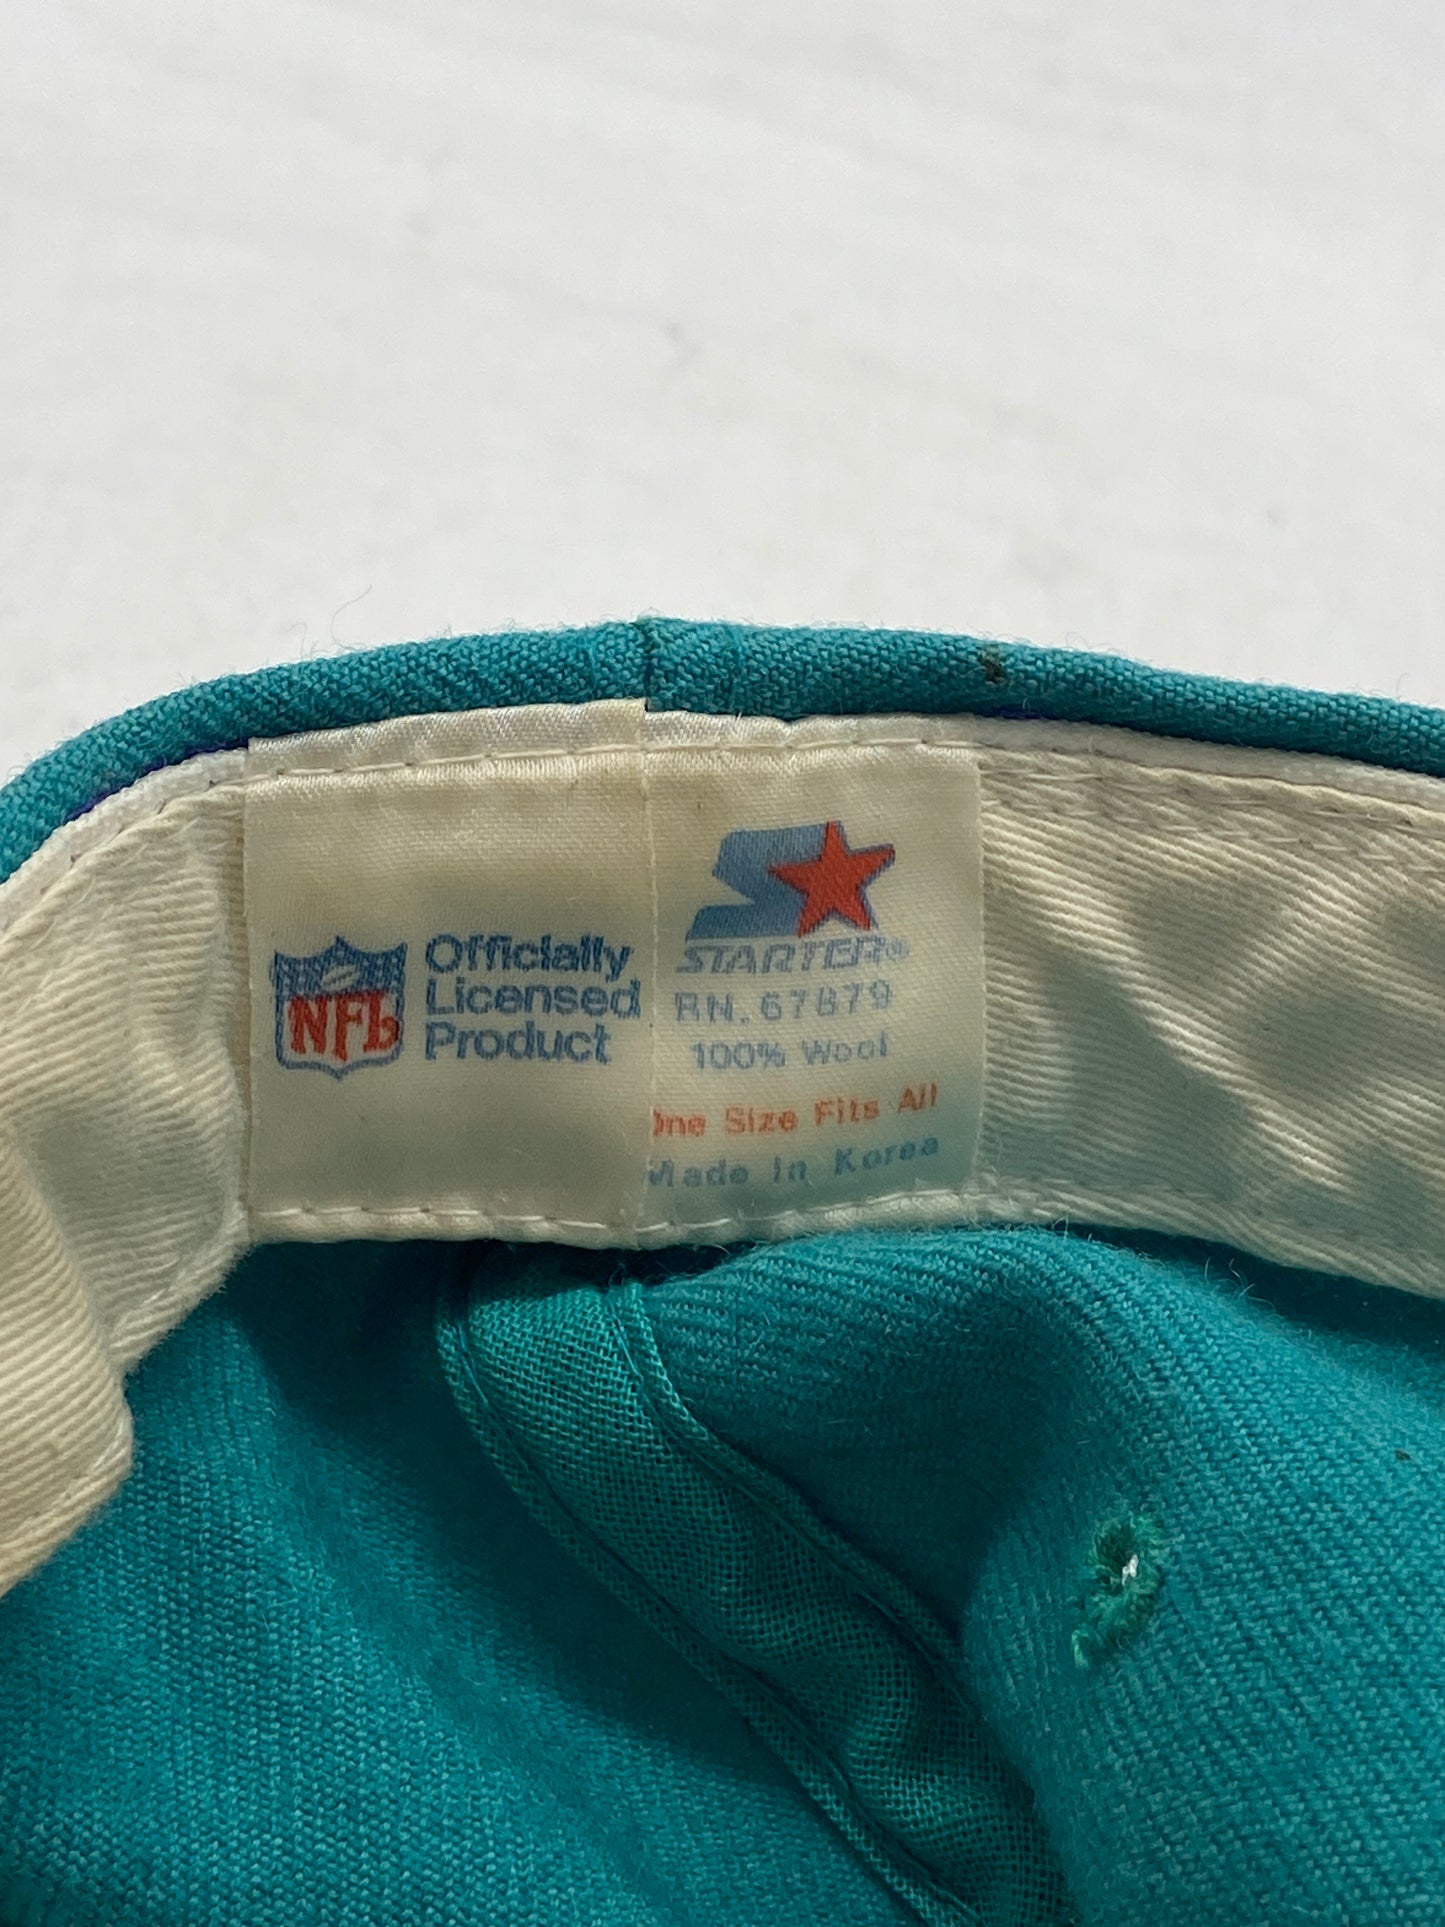 NFL
Officially
Licensed
Product
STARTER®
RN. 67879
100% Wool
One Size Fits All
Made In Korea